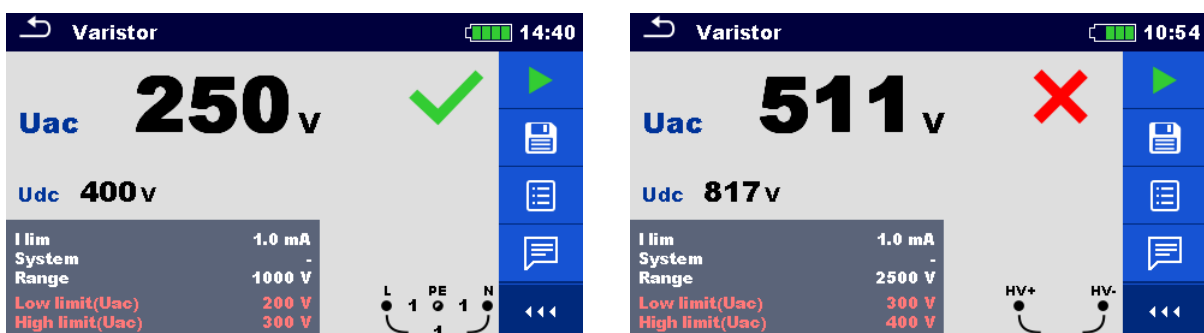 Varistor 14:40
Uac 250 V
Udc 400 V
I lim 1.0 mA
System -
Range 1000 V
Low limit(Uac) 200 V
High limit(Uac) 300 V
L PE N
1 1
1
Varistor 10:54
Uac 511 V
Udc 817 V
I lim 1.0 mA
System -
Range 2500 V
Low limit(Uac) 300 V
High limit(Uac) 400 V
HV+ HV-